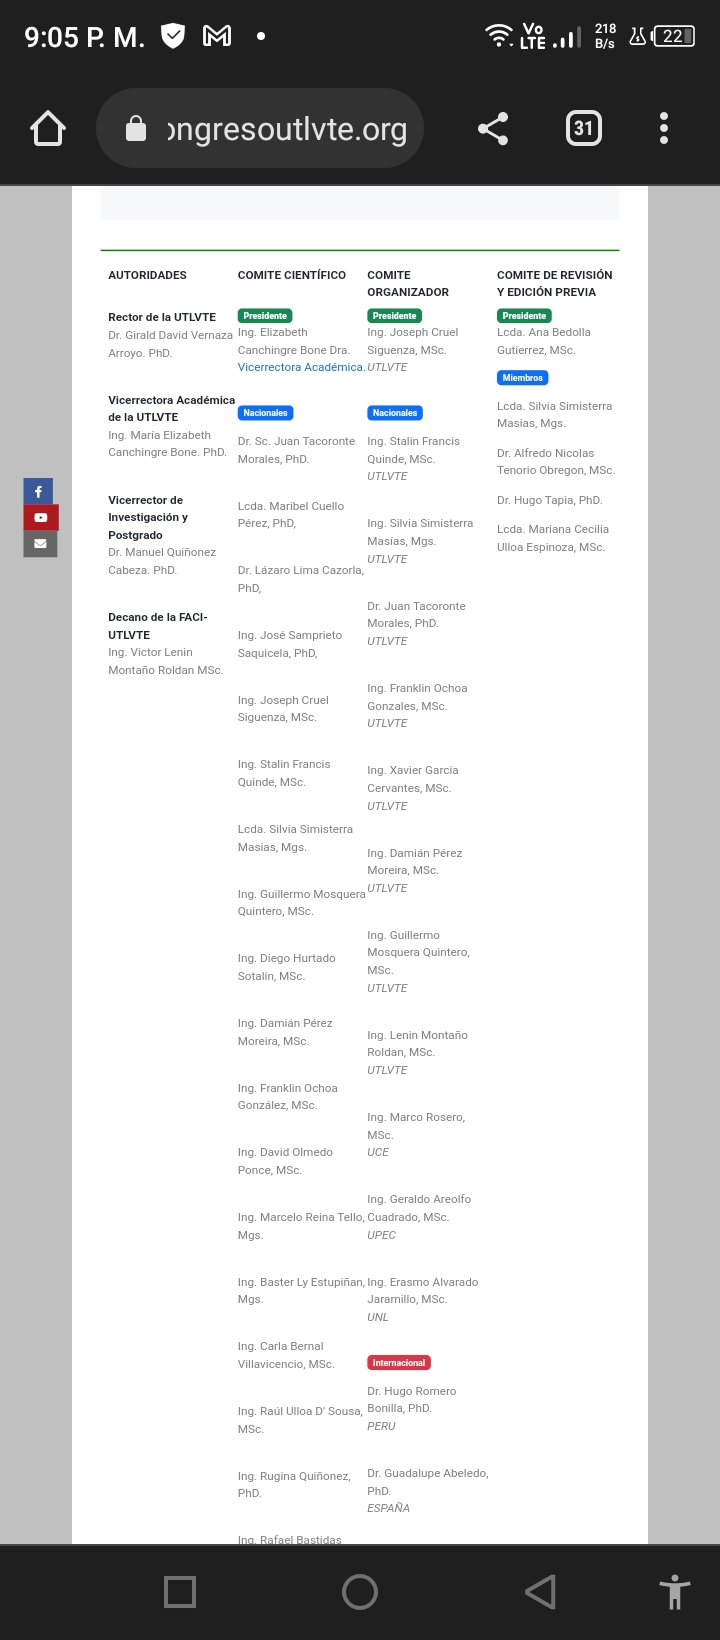 9:05 P. M.
Vo
LTE
218
B/s
22
ongresoutlvte.org
31
AUTORIDADES
Rector de la UTLVTE
Dr. Girald David Vernaza
Arroyo. PhD.
Vicerrectora Académica
de la UTLVTE
Ing. María Elizabeth
Canchingre Bone. PhD.
Vicerrector de
Investigación y
Postgrado
Dr. Manuel Quiñonez
Cabeza. PhD.
Decano de la FACI-
UTLVTE
Ing. Victor Lenin
Montaño Roldan MSc.
COMITE CIENTÍFICO
Presidente
Ing. Elizabeth
Canchingre Bone Dra.
Vicerrectora Académica.
Nacionales
Dr. Sc. Juan Tacoronte
Morales, PhD.
Lcda. Maribel Cuello
Pérez, PhD,
Dr. Lázaro Lima Cazorla,
PhD,
Ing. José Samprieto
Saquicela, PhD,
Ing. Joseph Cruel
Siguenza, MSc.
Ing. Stalin Francis
Quinde, MSc.
Lcda. Silvia Simisterra
Masias, Mgs.
Ing. Guillermo Mosquera
Quintero, MSc.
Ing. Diego Hurtado
Sotalin, MSc.
Ing. Damián Pérez
Moreira, MSc.
Ing. Franklin Ochoa
González, MSc.
Ing. David Olmedo
Ponce, MSc.
Ing. Marcelo Reina Tello,
Mgs.
Ing. Baster Ly Estupiñan,
Mgs.
Ing. Carla Bernal
Villavicencio, MSc.
Ing. Raúl Ulloa D' Sousa,
MSc.
Ing. Rugina Quiñonez,
PhD.
Ing. Rafael Bastidas
COMITE
ORGANIZADOR
Presidente
Ing. Joseph Cruel
Siguenza, MSc.
UTLVTE
Nacionales
Ing. Stalin Francis
Quinde, MSc.
UTLVTE
Ing. Silvia Simisterra
Masías, Mgs.
UTLVTE
Dr. Juan Tacoronte
Morales, PhD.
UTLVTE
Ing. Franklin Ochoa
Gonzales, MSc.
UTLVTE
Ing. Xavier Garcia
Cervantes, MSc.
UTLVTE
Ing. Damián Pérez
Moreira, MSc.
UTLVTE
Ing. Guillermo
Mosquera Quintero,
MSc.
UTLVTE
Ing. Lenin Montaño
Roldan, MSc.
UTLVTE
Ing. Marco Rosero,
MSc.
UCE
Ing. Geraldo Areolfo
Cuadrado, MSc.
UPEC
Ing. Erasmo Alvarado
Jaramillo, MSc.
UNL
Internacional
Dr. Hugo Romero
Bonilla, PhD.
PERU
Dr. Guadalupe Abeledo,
PhD.
ESPAÑA
COMITE DE REVISIÓN
Y EDICIÓN PREVIA
Presidente
Lcda. Ana Bedolla
Gutierrez, MSc.
Miembros
Lcda. Silvia Simisterra
Masias, Mgs.
Dr. Alfredo Nicolas
Tenorio Obregon, MSc.
Dr. Hugo Tapia, PhD.
Lcda. Mariana Cecilia
Ulloa Espinoza, MSc.